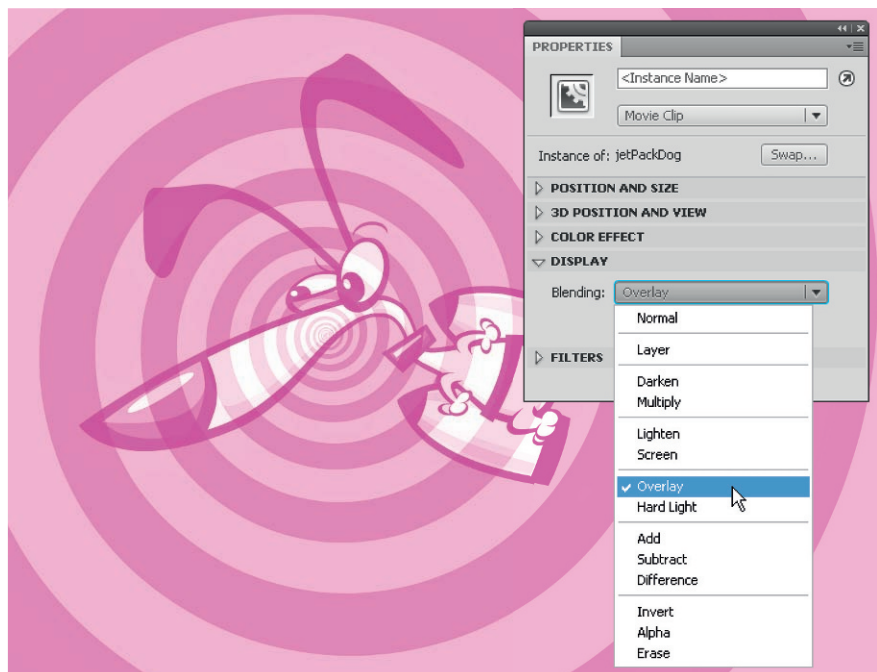 PROPERTIES
<Instance Name>
Movie Clip
Instance of: jetPackDog
Swap...
POSITION AND SIZE
3D POSITION AND VIEW
COLOR EFFECT
DISPLAY
Blending: Overlay
Normal
Layer
FILTERS
Darken
Multiply
Lighten
Screen
Overlay
Hard Light
Add
Subtract
Difference
Invert
Alpha
Erase